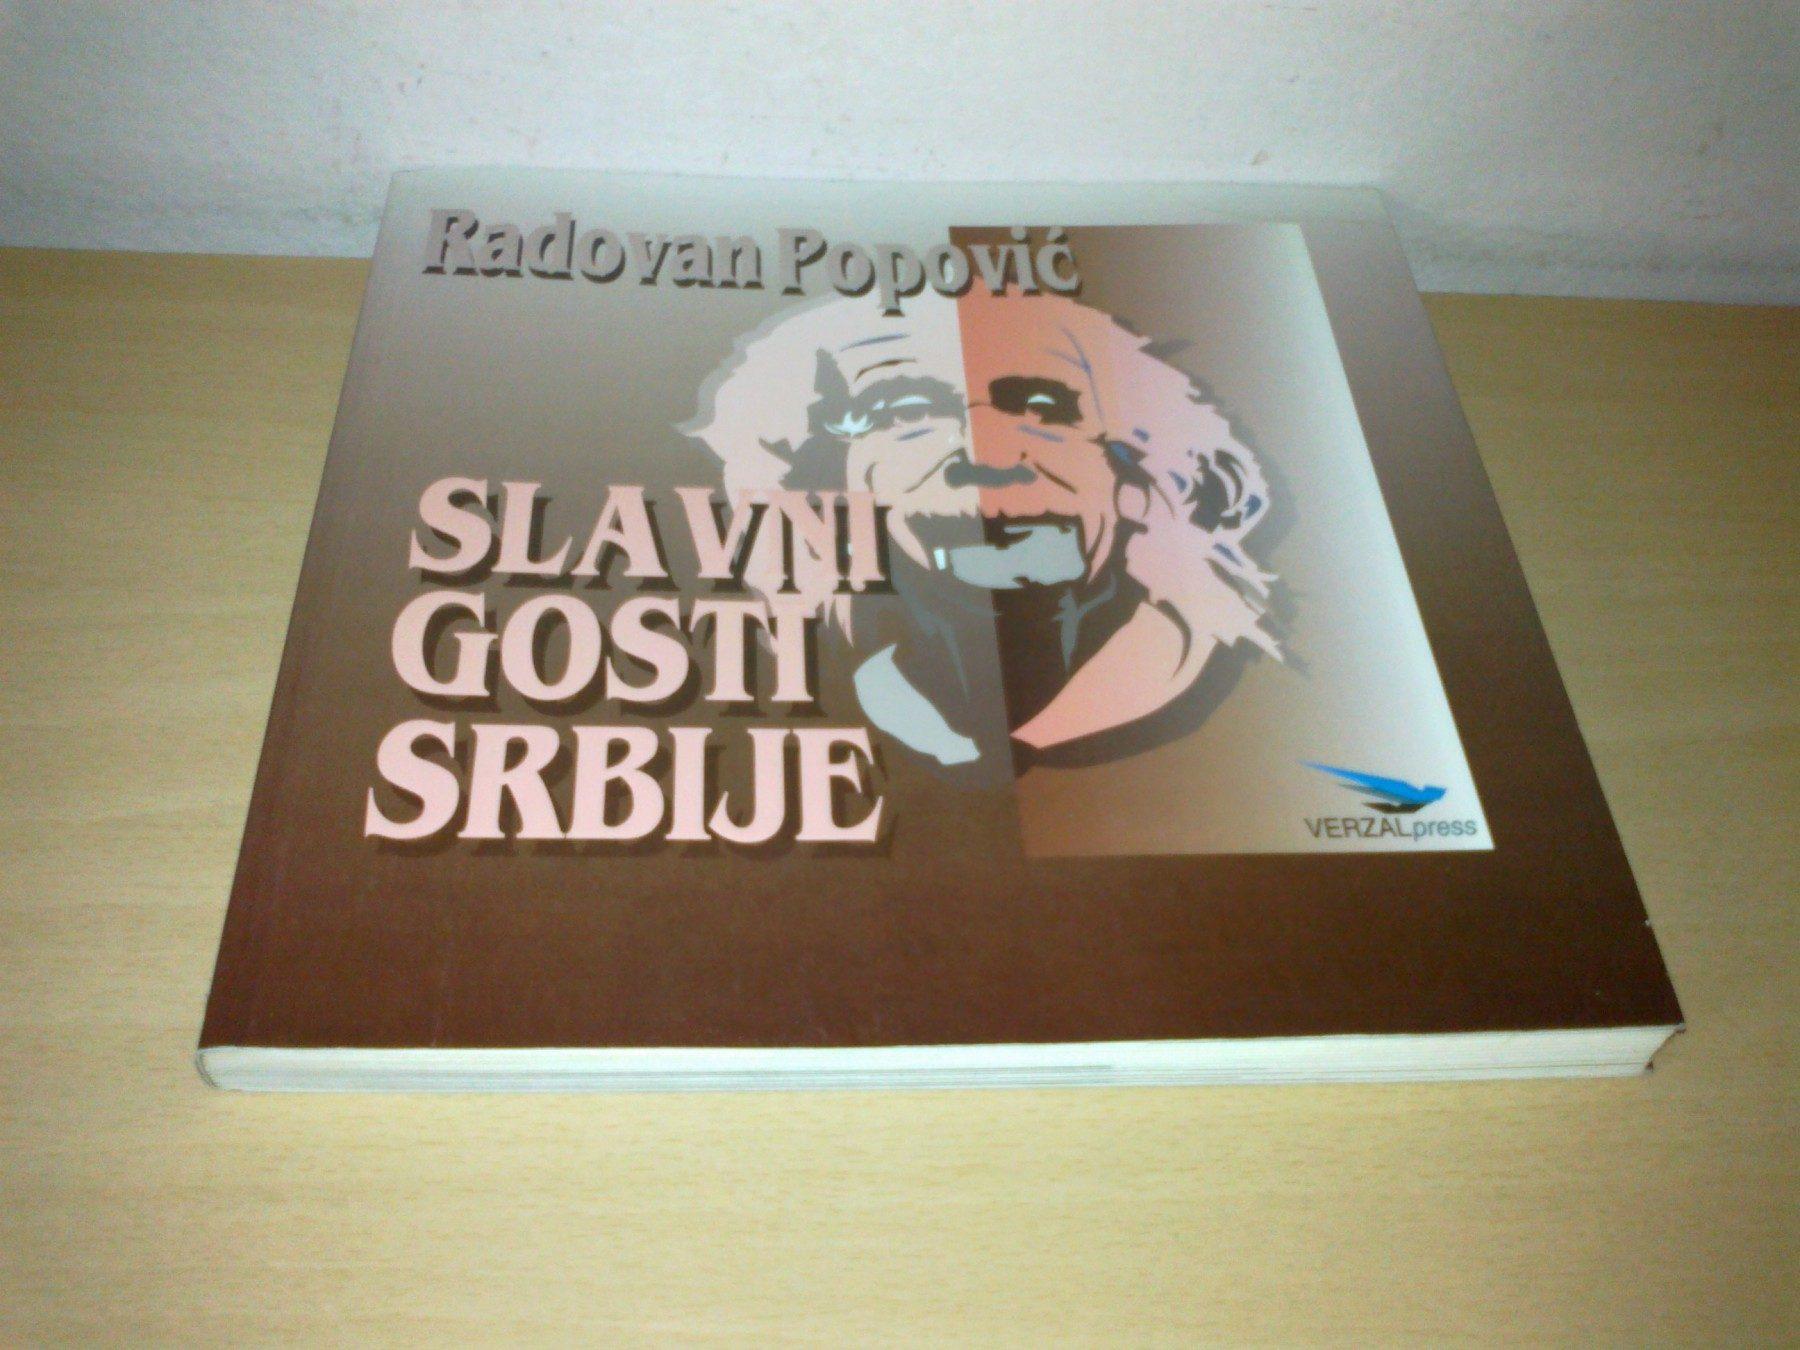 Radovan Popović
SLAVNI
GOSTI
SRBIJE
VERZALpress